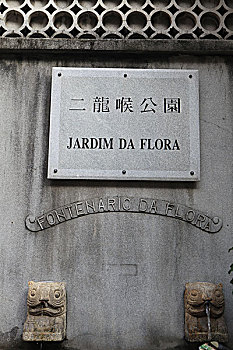 二龍喉公園
JARDIM DA FLORA
FONTENARIO DA FLORA